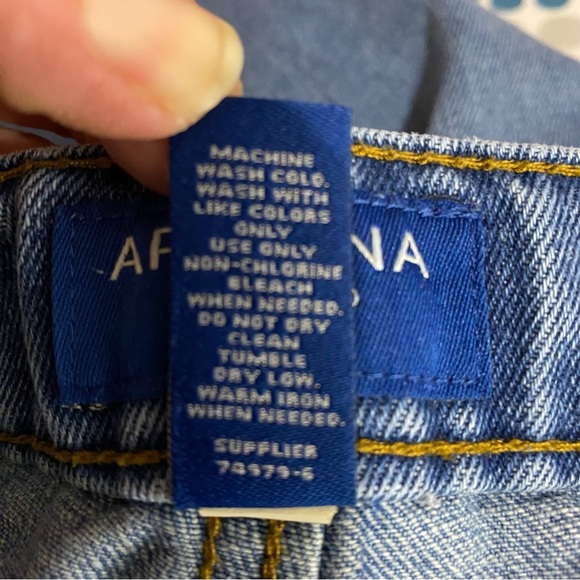 MACHINE
WASH COLD.
WASH WITH
LIKE COLORS
ONLY
USE ONLY
NON-CHLORINE
BLEACH
WHEN NEEDED.
DO NOT DRY
CLEAN
TUMBLE
DRY LOW.
WARM IRON
WHEN NEEDED.
SUPPLIER
74979-6